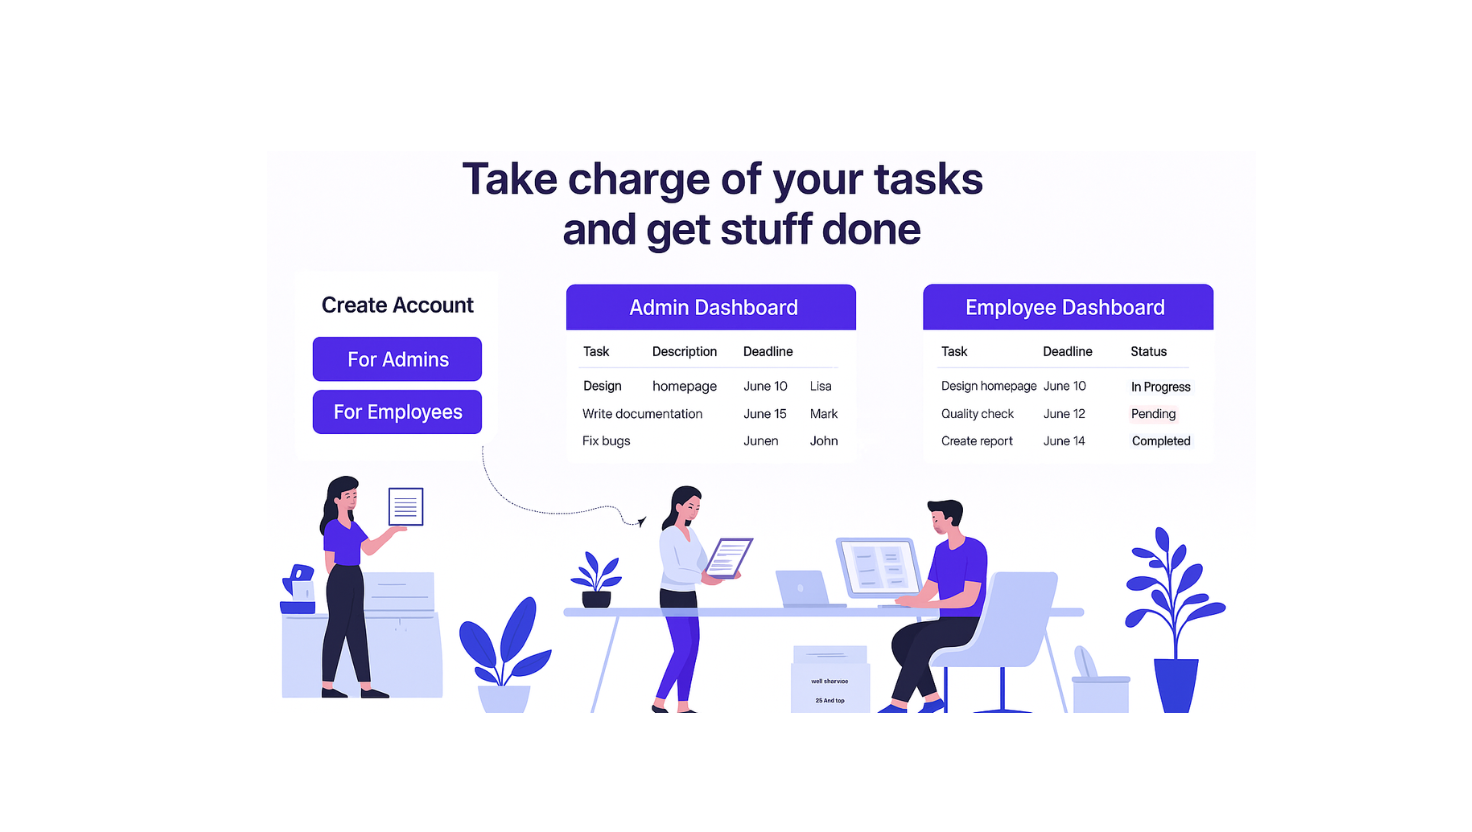 Take charge of your tasks
and get stuff done
Create Account
For Admins
For Employees
Admin Dashboard
Task Description Deadline
Design homepage June 10 Lisa
Write documentation June 15 Mark
Fix bugs Junen John
Employee Dashboard
Task Deadline Status
Design homepage June 10 In Progress
Quality check June 12 Pending
Create report June 14 Completed
well
25 And top